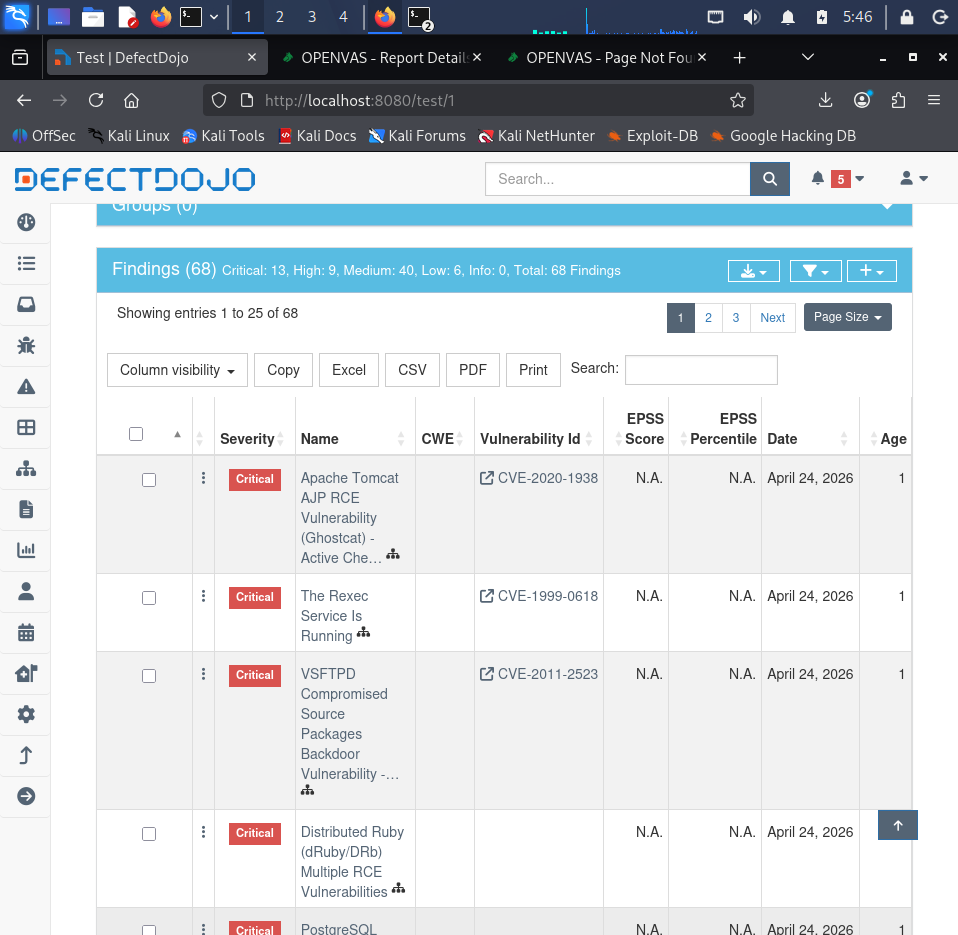 1
2
3
4
2
5:46
Test | DefectDojo
OPENVAS - Report Details
OPENVAS - Page Not Fou
http://localhost:8080/test/1
OffSec
Kali Linux
Kali Tools
Kali Docs
Kali Forums
Kali NetHunter
Exploit-DB
Google Hacking DB
DEFECTDOJO
Search...
5
Groups (0)
Findings (68) Critical: 13, High: 9, Medium: 40, Low: 6, Info: 0, Total: 68 Findings
Showing entries 1 to 25 of 68
1
2
3
Next
Page Size
Column visibility
Copy
Excel
CSV
PDF
Print
Search:
Severity
Name
CWE
Vulnerability Id
EPSS
Score
EPSS
Percentile
Date
Age
Critical
Apache Tomcat
AJP RCE
Vulnerability
(Ghostcat) -
Active Che…
CVE-2020-1938
N.A.
N.A.
April 24, 2026
1
Critical
The Rexec
Service Is
Running
CVE-1999-0618
N.A.
N.A.
April 24, 2026
1
Critical
VSFTPD
Compromised
Source
Packages
Backdoor
Vulnerability -…
CVE-2011-2523
N.A.
N.A.
April 24, 2026
1
Critical
Distributed Ruby
(dRuby/DRb)
Multiple RCE
Vulnerabilities
N.A.
N.A.
April 24, 2026
1
Critical
PostgreSQL
N.A.
N.A.
April 24, 2026
1